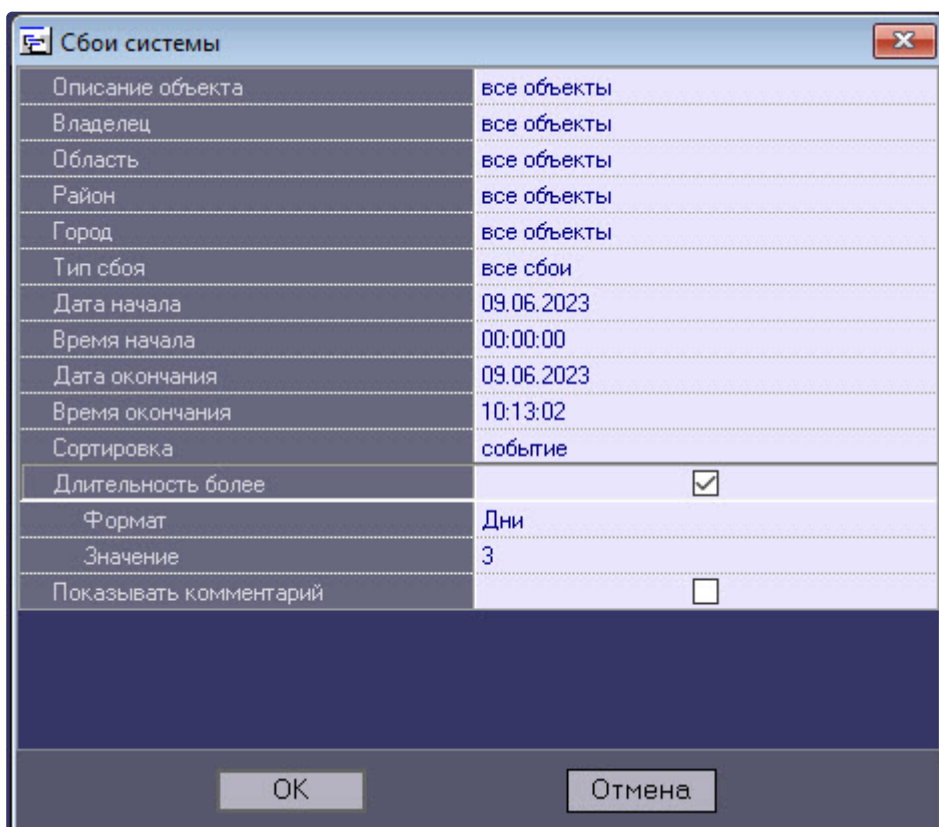 Сбои системы
Описание объекта все объекты
Владелец все объекты
Область все объекты
Район все объекты
Город все объекты
Тип сбоя все сбои
Дата начала 09.06.2023
Время начала 00:00:00
Дата окончания 09.06.2023
Время окончания 10:13:02
Сортировка событие
Длительность более
Формат Дни
Значение 3
Показывать комментарий
OK Отмена